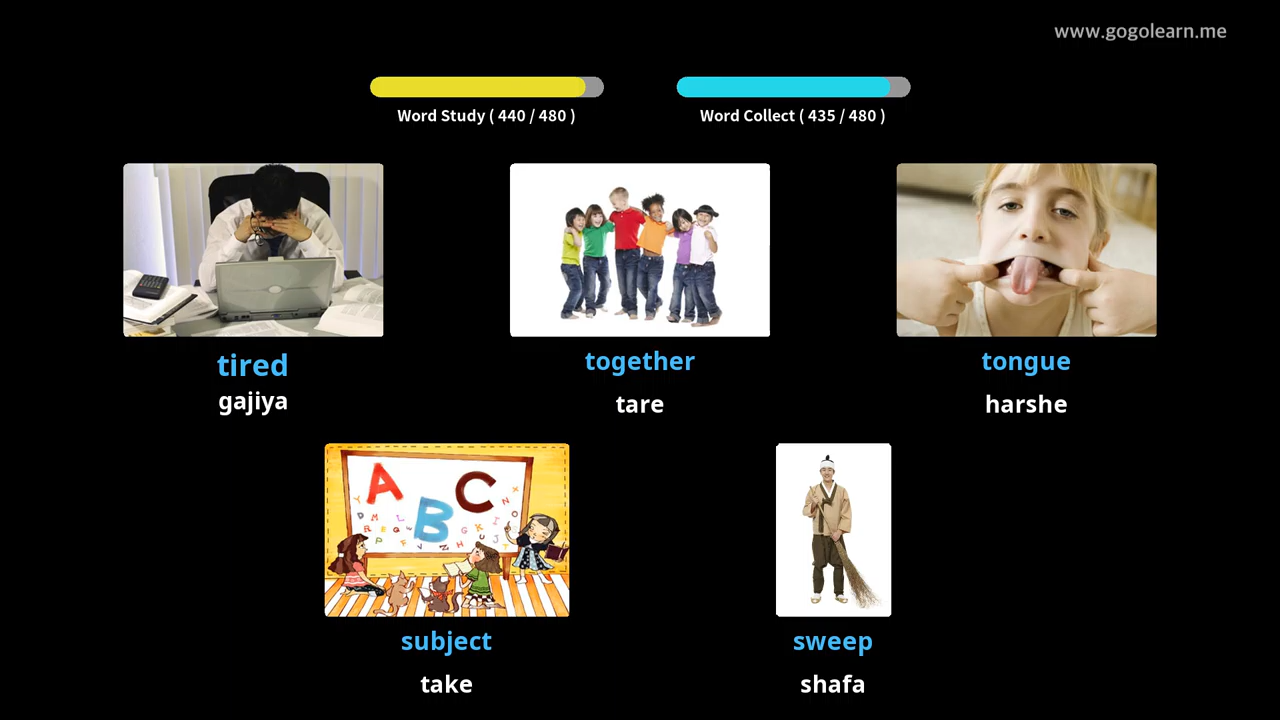 www.gogolearn.me
Word Study ( 440 / 480 )
Word Collect ( 435 / 480 )
tired
gajiya
together
tare
tongue
harshe
A B C
subject
take
sweep
shafa